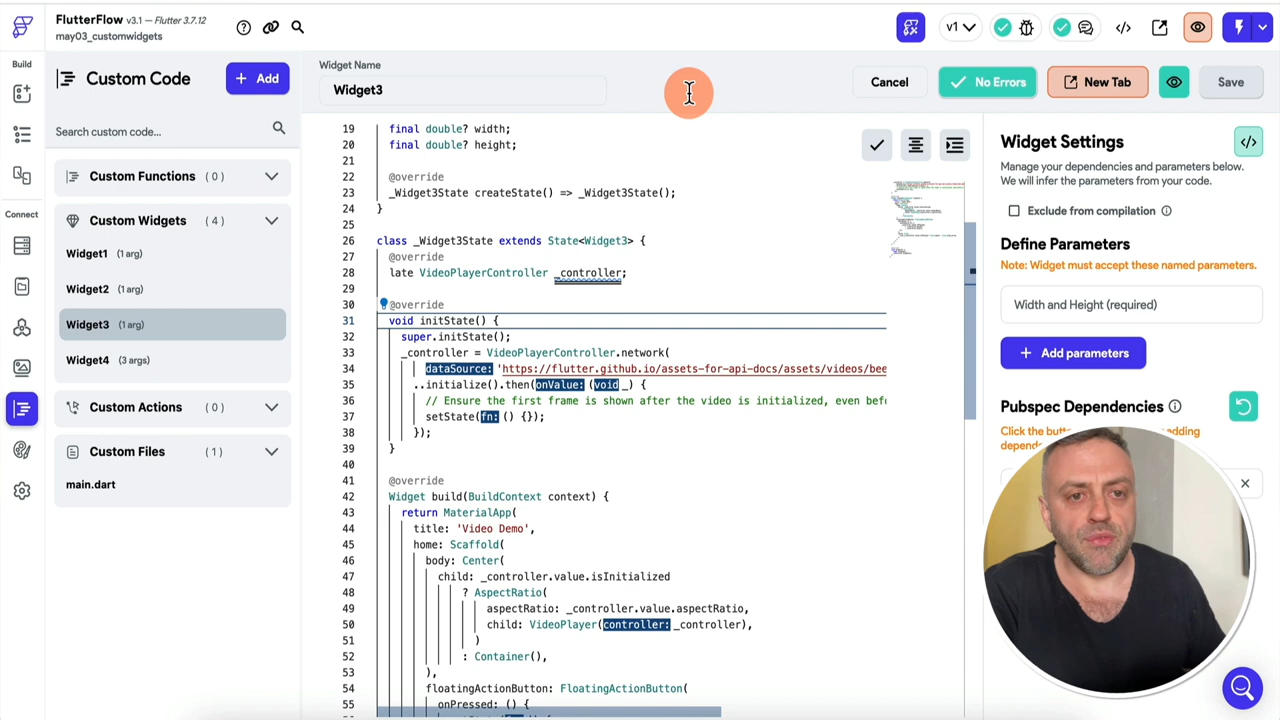 FlutterFlow v3.1 – Flutter 3.7.12
may03_customwidgets
v1
Build
Connect
Custom Code
+ Add
Search custom code...
Custom Functions (0)
Custom Widgets (4)
Widget1 (1 arg)
Widget2 (1 arg)
Widget3 (1 arg)
Widget4 (3 args)
Custom Actions (0)
Custom Files (1)
main.dart
Widget Name
Widget3
Cancel
No Errors
New Tab
Save
19 final double? width;
20 final double? height;
21
22 @override
23 _Widget3State createState() => _Widget3State();
24 }
25
26 class _Widget3State extends State<Widget3> {
27 @override
28 late VideoPlayerController _controller;
29
30 @override
31 void initState() {
32 super.initState();
33 _controller = VideoPlayerController.network(
34 dataSource: 'https://flutter.github.io/assets-for-api-docs/assets/videos/bee
35 ..initialize().then(onValue: (void _) {
36 // Ensure the first frame is shown after the video is initialized, even befo
37 setState(fn: () {});
38 });
39 }
40
41 @override
42 Widget build(BuildContext context) {
43 return MaterialApp(
44 title: 'Video Demo',
45 home: Scaffold(
46 body: Center(
47 child: _controller.value.isInitialized
48 ? AspectRatio(
49 aspectRatio: _controller.value.aspectRatio,
50 child: VideoPlayer(controller: _controller),
51 )
52 : Container(),
53 ),
54 floatingActionButton: FloatingActionButton(
55 onPressed: () {
Widget Settings
Manage your dependencies and parameters below.
We will infer the parameters from your code.
Exclude from compilation
Define Parameters
Note: Widget must accept these named parameters.
Width and Height (required)
+ Add parameters
Pubspec Dependencies
Click the adding